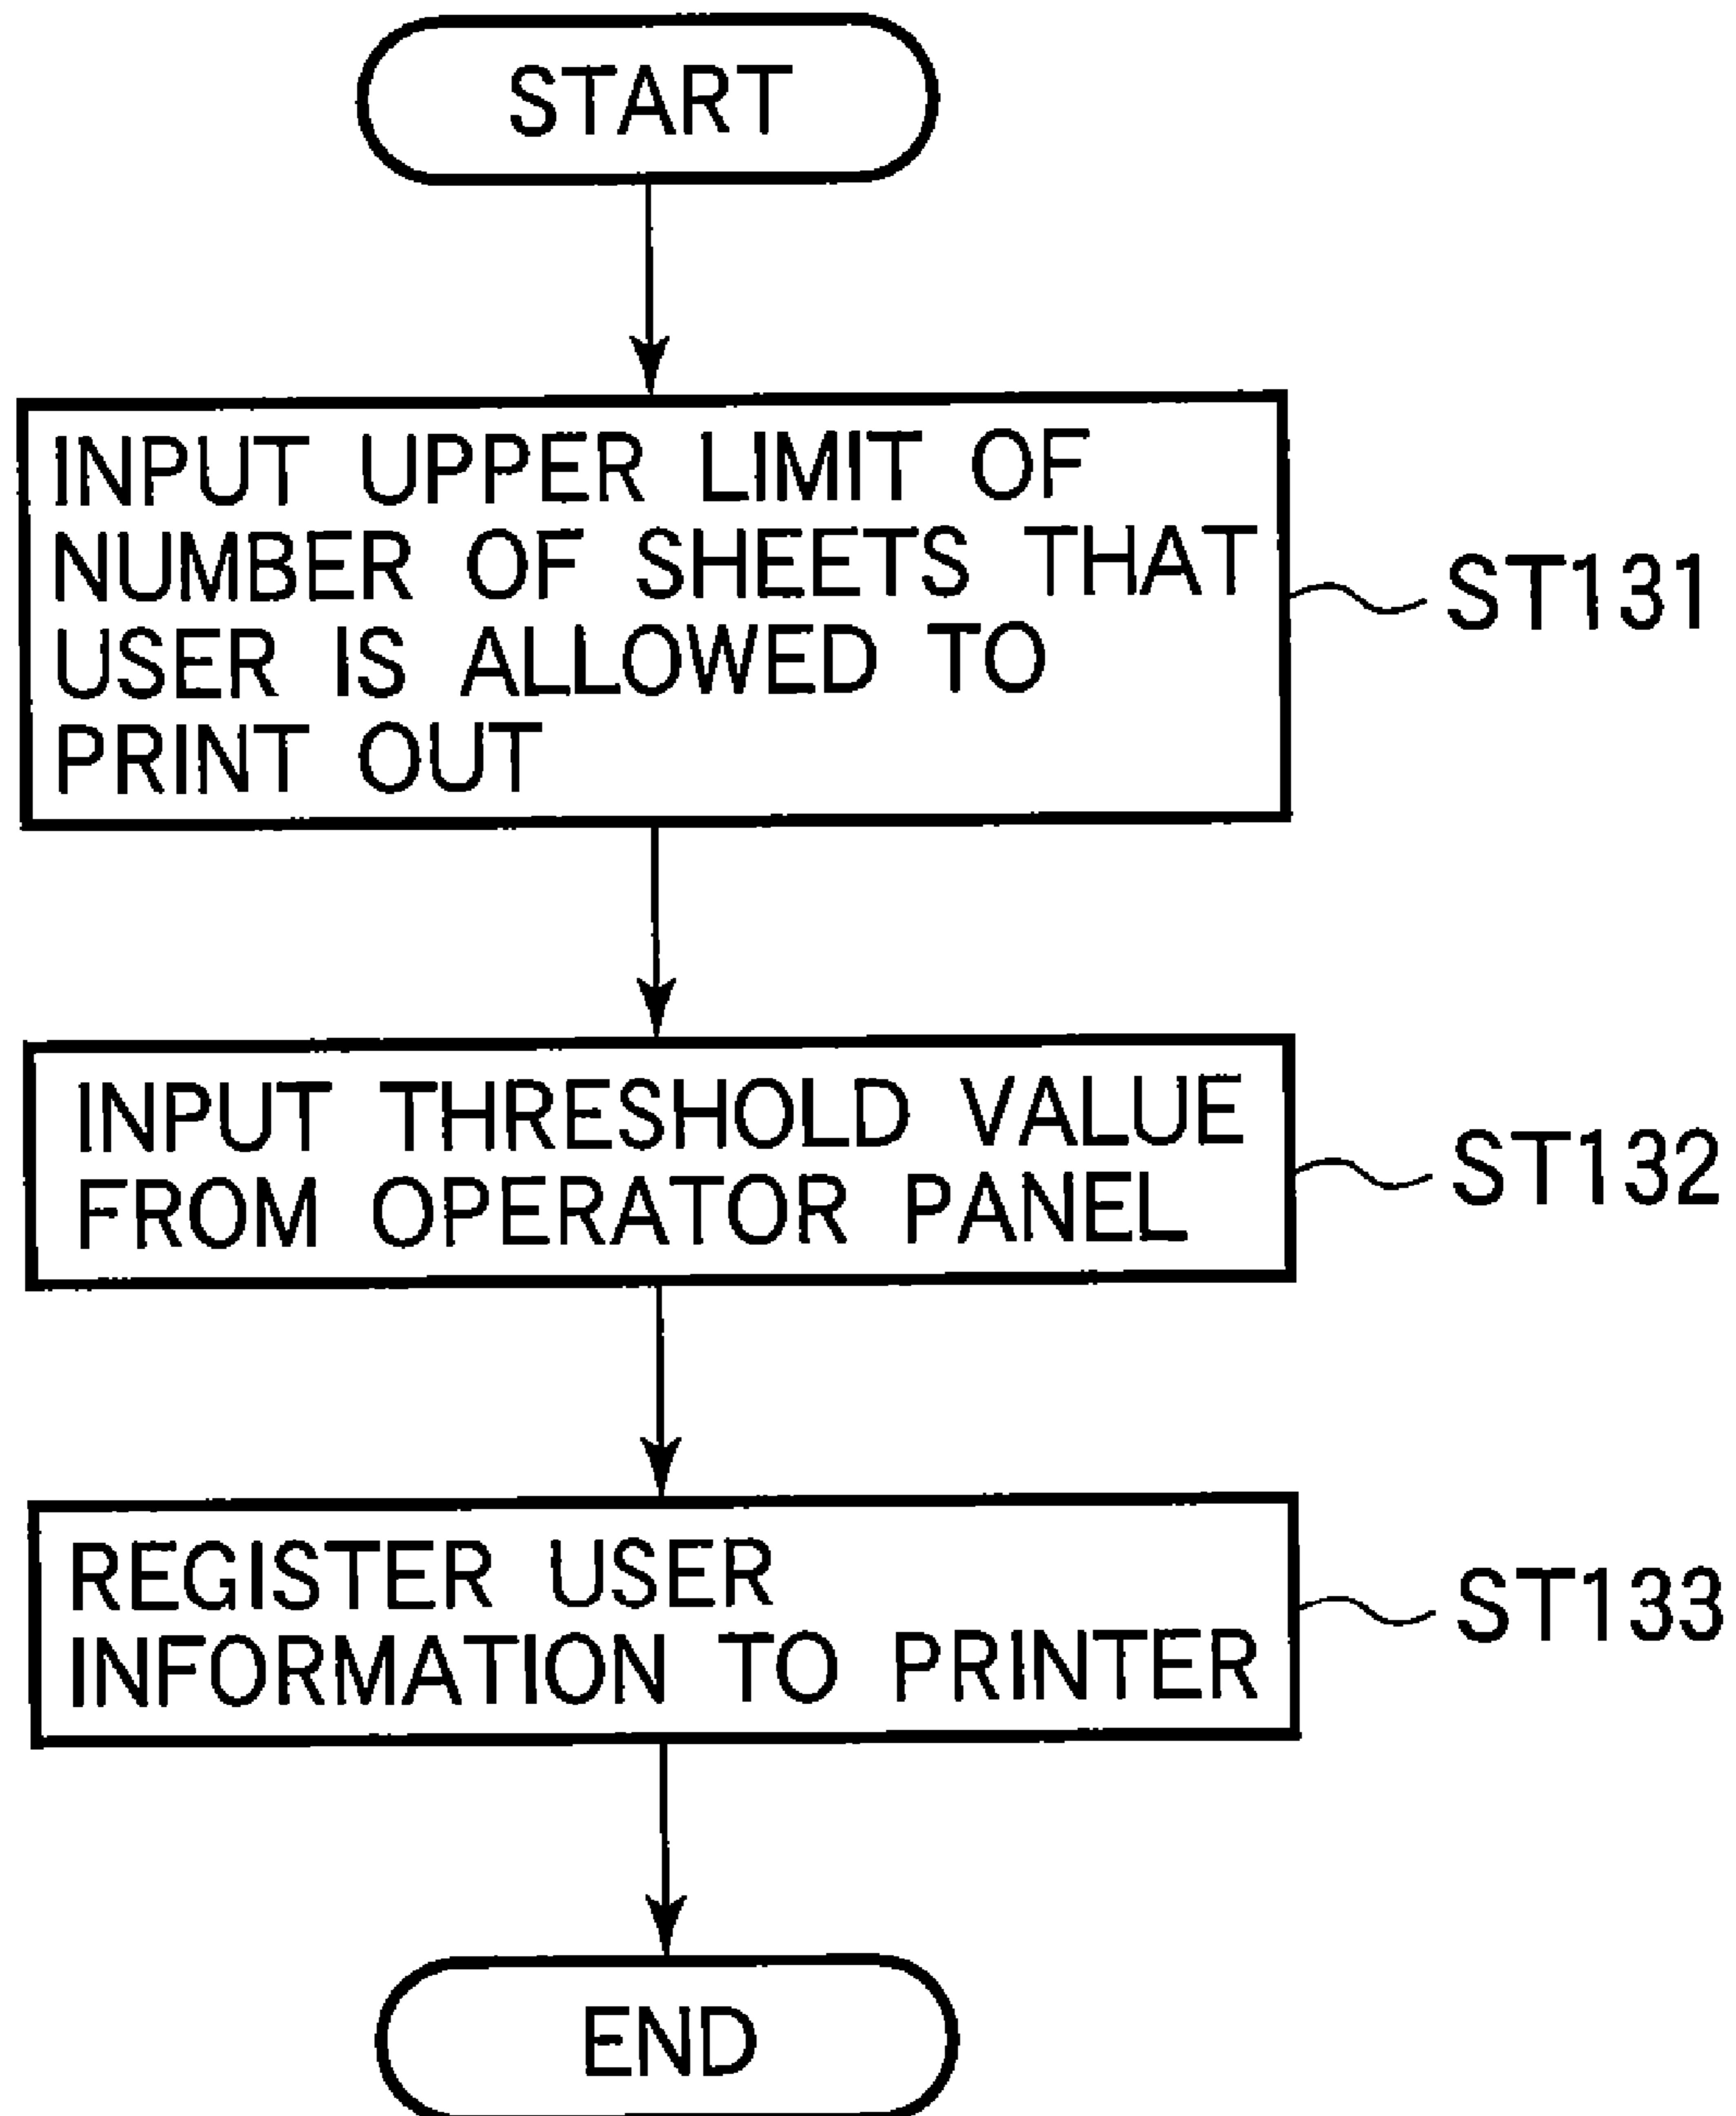 START
INPUT UPPER LIMIT OF
NUMBER OF SHEETS THAT
USER IS ALLOWED TO
PRINT OUT
ST131
INPUT THRESHOLD VALUE
FROM OPERATOR PANEL
ST132
REGISTER USER
INFORMATION TO PRINTER
ST133
END